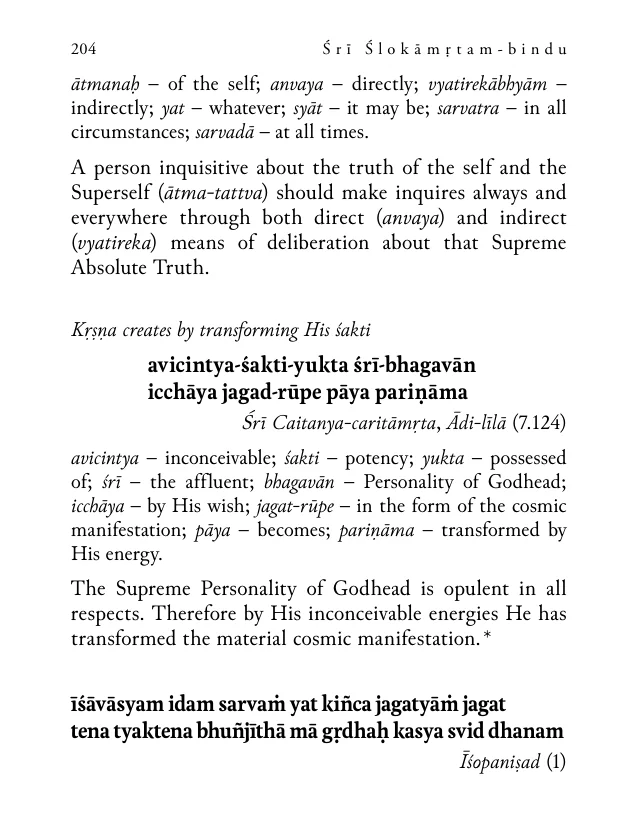 204
Śrī Ślokāmṛtam-bindu
ātmanaḥ – of the self; anvaya – directly; vyatirekābhyām –
indirectly; yat – whatever; syāt – it may be; sarvatra – in all
circumstances; sarvadā – at all times.
A person inquisitive about the truth of the self and the
Superself (ātma-tattva) should make inquires always and
everywhere through both direct (anvaya) and indirect
(vyatireka) means of deliberation about that Supreme
Absolute Truth.
Kṛṣṇa creates by transforming His śakti
avicintya-śakti-yukta śrī-bhagavān
icchāya jagad-rūpe pāya pariṇāma
Śrī Caitanya-caritāmṛta, Ādi-līlā (7.124)
avicintya – inconceivable; śakti – potency; yukta – possessed
of; śrī – the affluent; bhagavān – Personality of Godhead;
icchāya – by His wish; jagat-rūpe – in the form of the cosmic
manifestation; pāya – becomes; pariṇāma – transformed by
His energy.
The Supreme Personality of Godhead is opulent in all
respects. Therefore by His inconceivable energies He has
transformed the material cosmic manifestation.*
īśāvāsyam idam sarvaṁ yat kiñca jagatyāṁ jagat
tena tyaktena bhuñjīthā mā gṛdhaḥ kasya svid dhanam
Īśopaniṣad (1)